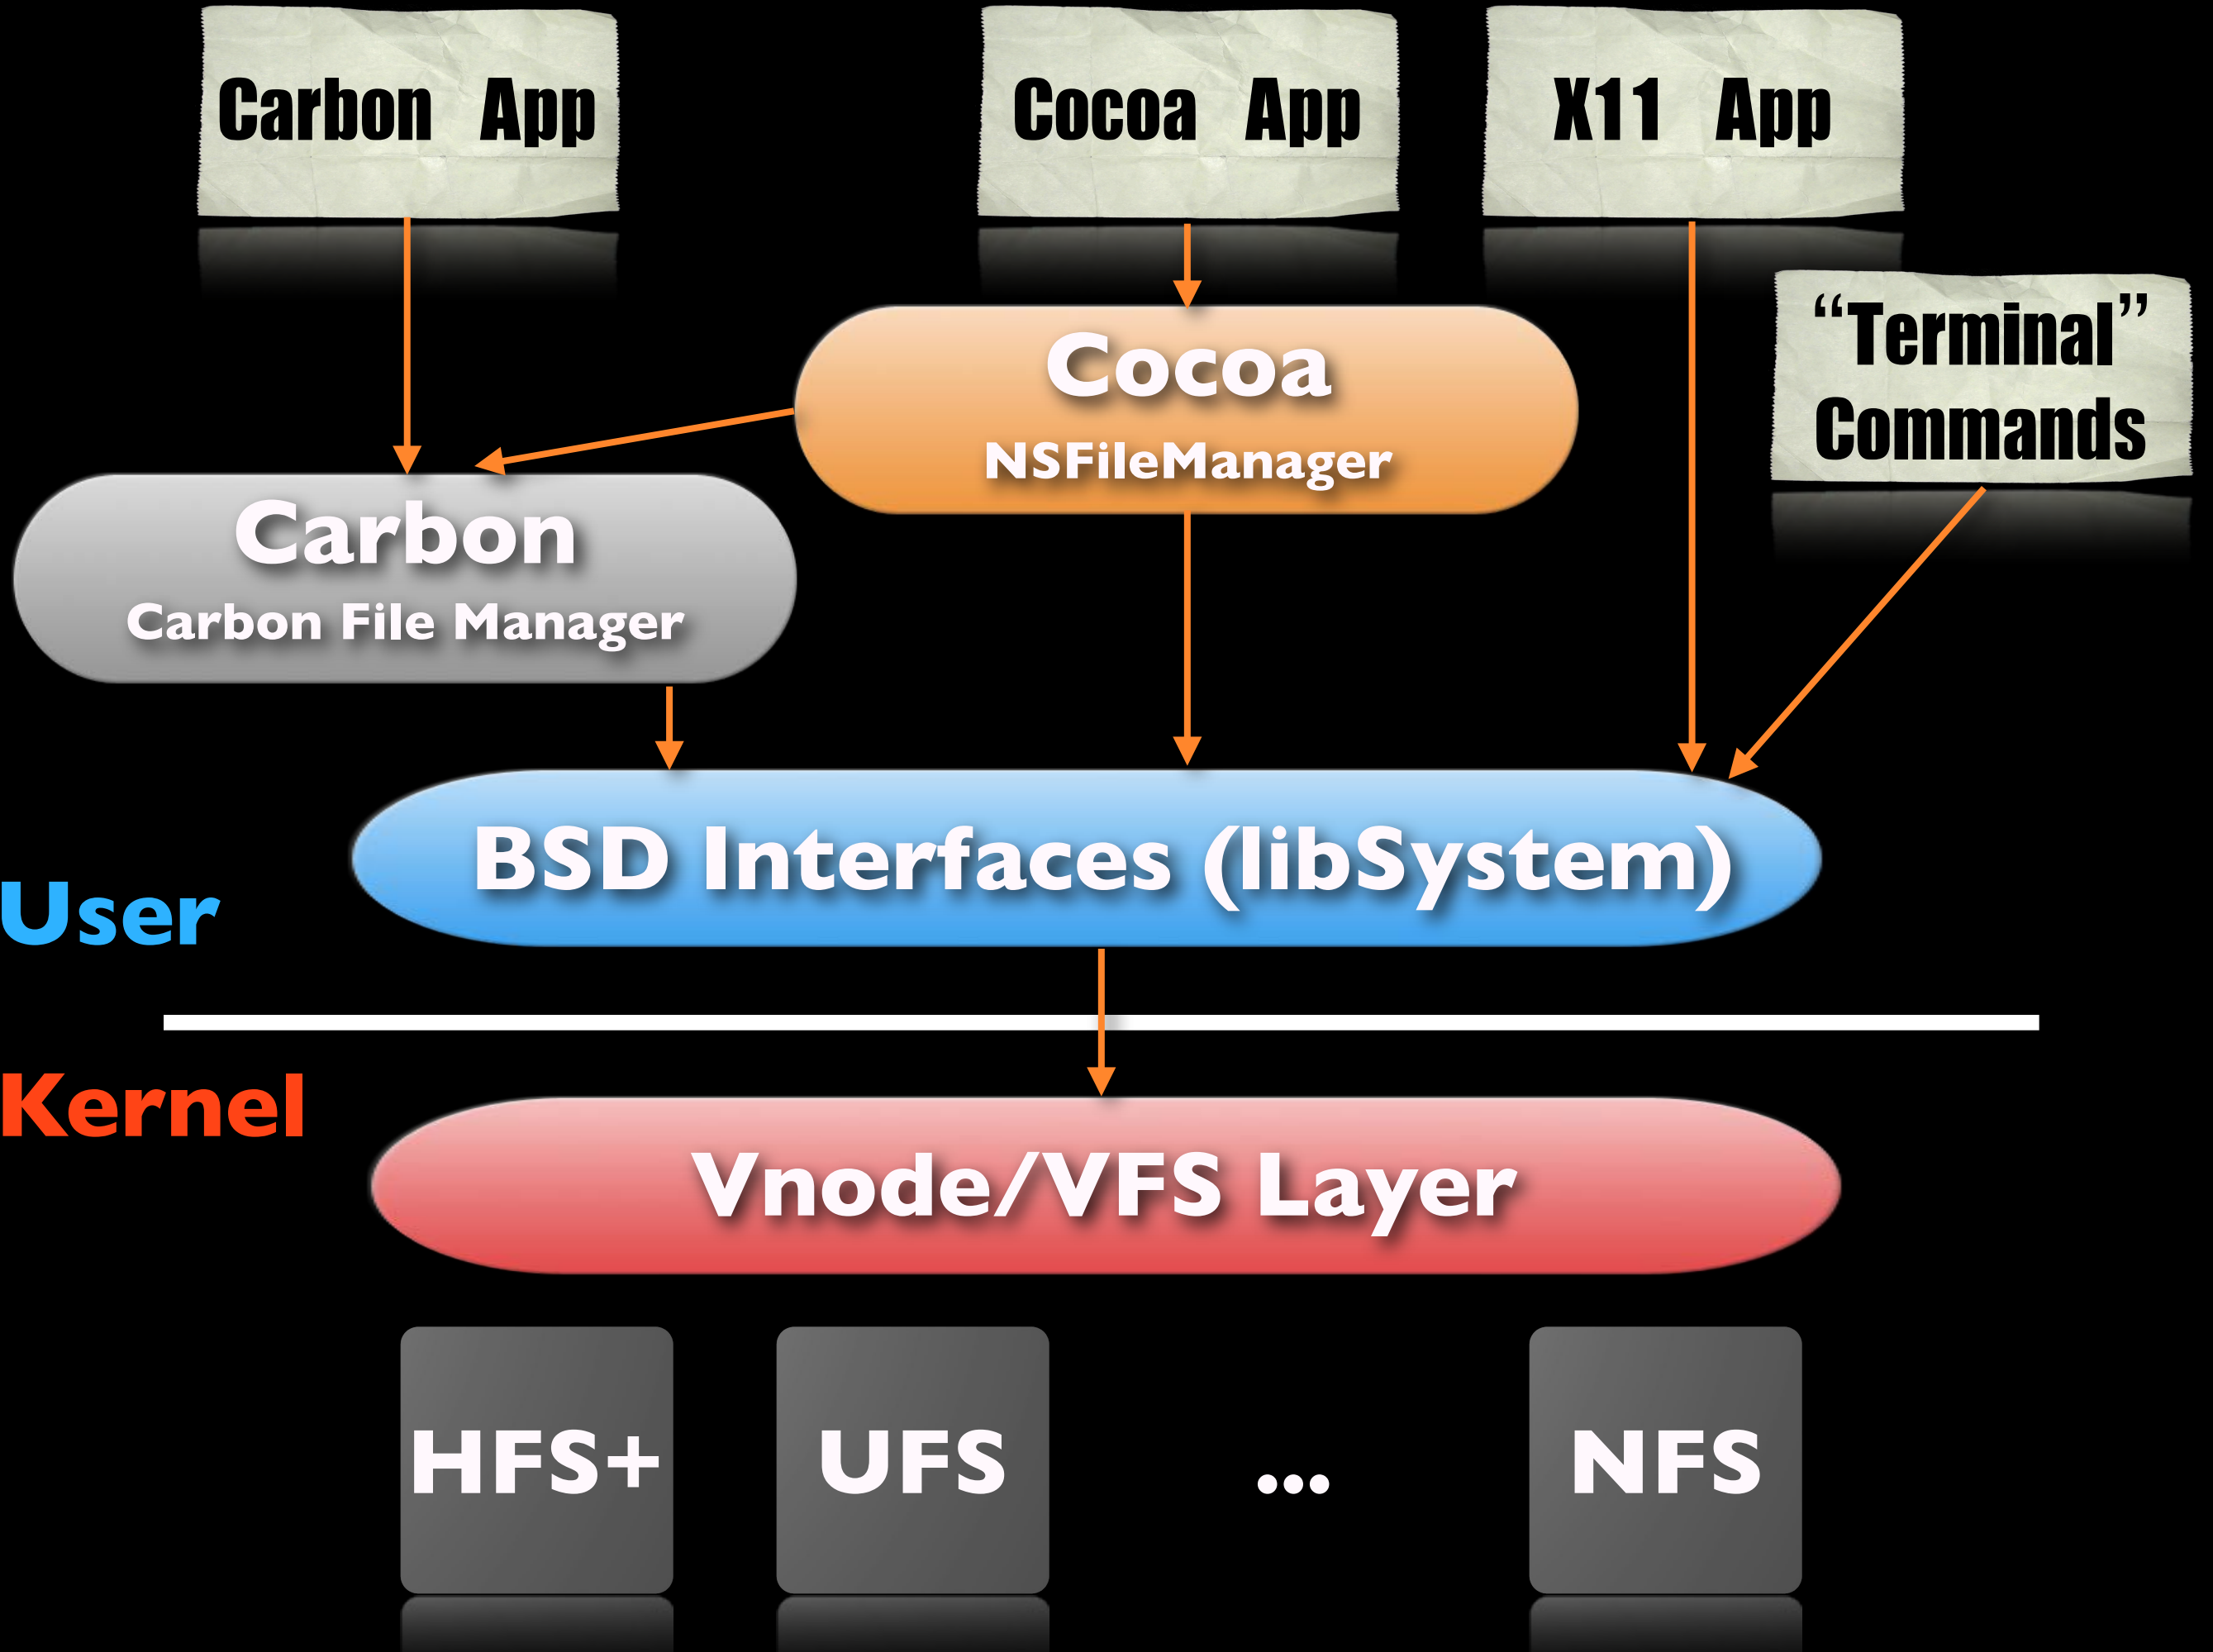 Carbon App
Cocoa App
X11 App
“Terminal”
Commands
Cocoa
NSFileManager
Carbon
Carbon File Manager
BSD Interfaces (libSystem)
User
Kernel
Vnode/VFS Layer
HFS+
UFS
...
NFS